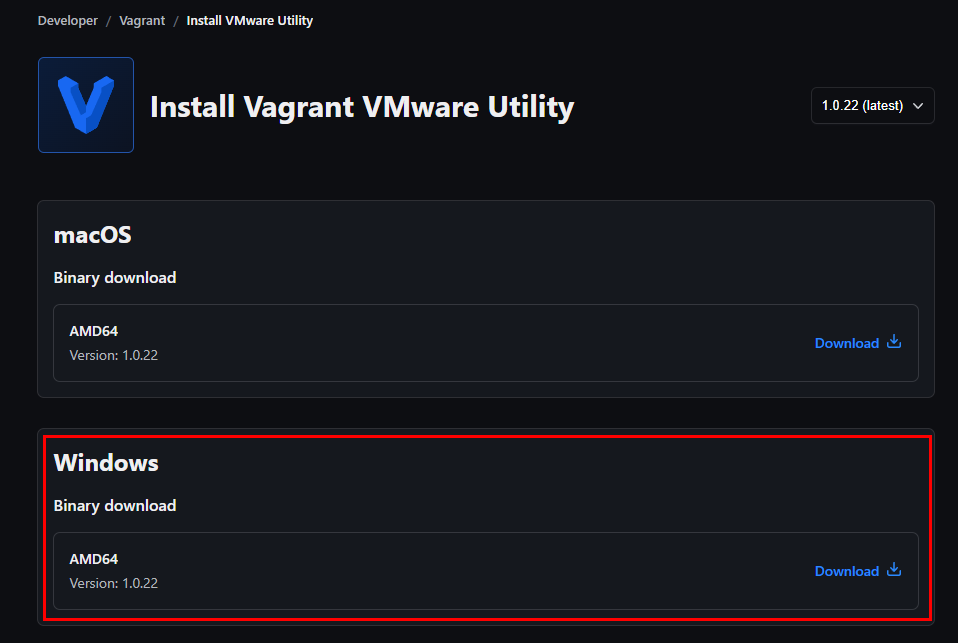 Developer / Vagrant / Install VMware Utility
Install Vagrant VMware Utility
1.0.22 (latest)
macOS
Binary download
AMD64
Version: 1.0.22
Download
Windows
Binary download
AMD64
Version: 1.0.22
Download